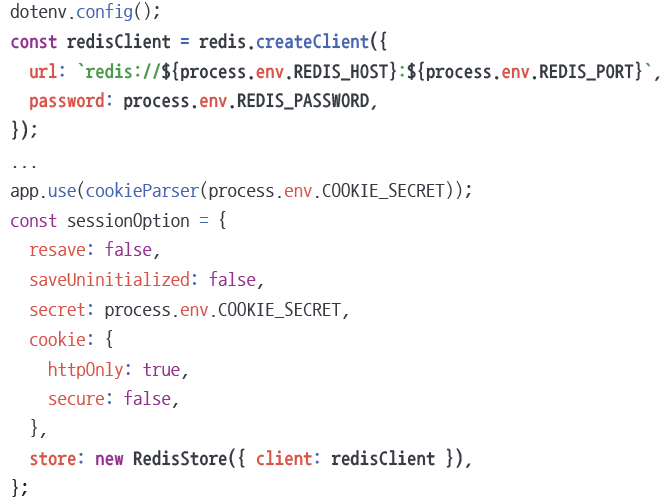 dotenv.config();
const redisClient = redis.createClient({
  url: `redis://${process.env.REDIS_HOST}:${process.env.REDIS_PORT}`,
  password: process.env.REDIS_PASSWORD,
});
...
app.use(cookieParser(process.env.COOKIE_SECRET));
const sessionOption = {
  resave: false,
  saveUninitialized: false,
  secret: process.env.COOKIE_SECRET,
  cookie: {
    httpOnly: true,
    secure: false,
  },
  store: new RedisStore({ client: redisClient }),
};